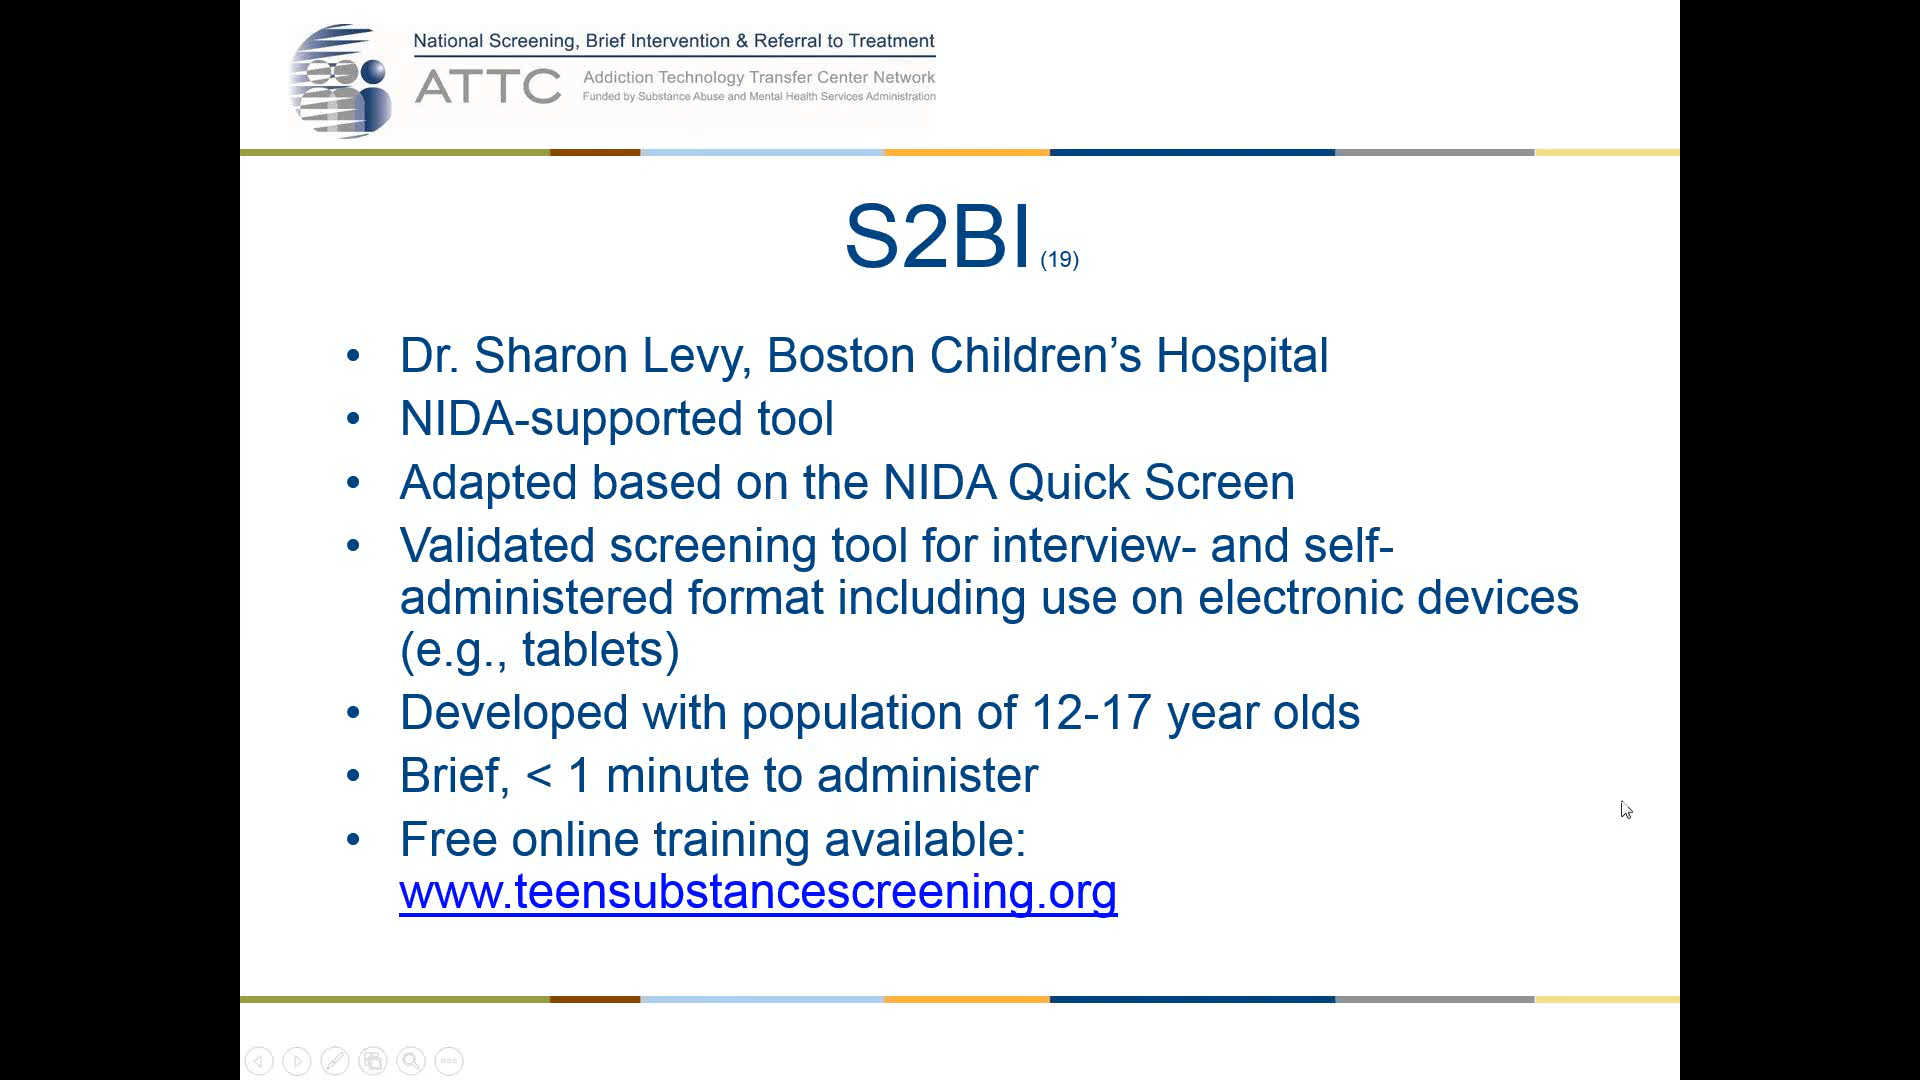 National Screening, Brief Intervention & Referral to Treatment
ATTC
Addiction Technology Transfer Center Network
Funded by Substance Abuse and Mental Health Services Administration
S2BI (19)
• Dr. Sharon Levy, Boston Children’s Hospital
• NIDA-supported tool
• Adapted based on the NIDA Quick Screen
• Validated screening tool for interview- and self-
administered format including use on electronic devices
(e.g., tablets)
• Developed with population of 12-17 year olds
• Brief, < 1 minute to administer
• Free online training available:
www.teensubstancescreening.org